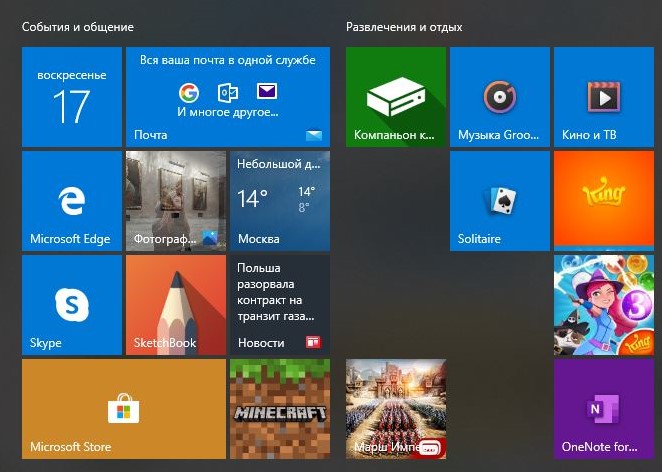 События и общение
воскресенье
17
Вся ваша почта в одной службе
И многое другое...
Почта
Microsoft Edge
Фотограф...
Небольшой д...
14°
14°
8°
Москва
Skype
SketchBook
Польша
разорвала
контракт на
транзит газа...
Новости
Microsoft Store
MINECRAFT
Развлечения и отдых
Компаньон к...
Музыка Groo...
Кино и ТВ
Solitaire
King
3
King
Марш Импе
OneNote for...